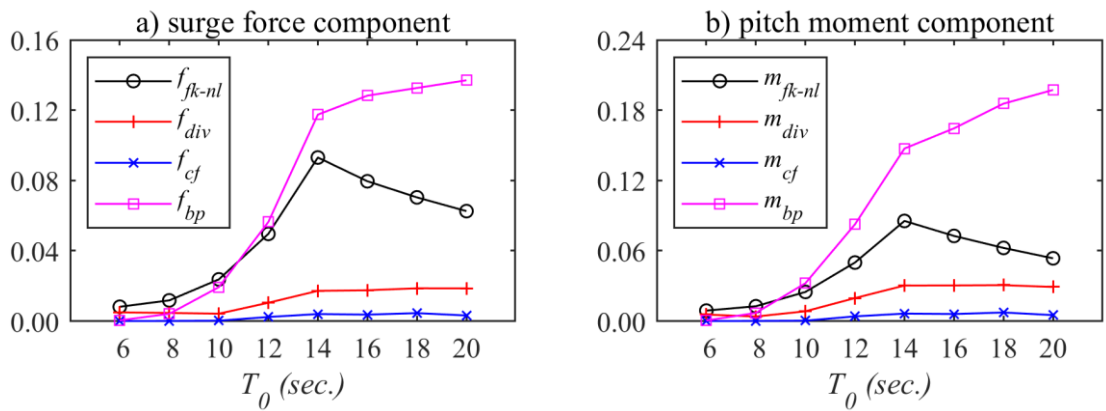 a) surge force component
0.16
0.12
0.08
0.04
0.00
f_fk-nl
f_div
f_cf
f_bp
6 8 10 12 14 16 18 20
T_0 (sec.)
b) pitch moment component
0.24
0.18
0.12
0.06
0.00
m_fk-nl
m_div
m_cf
m_bp
6 8 10 12 14 16 18 20
T_0 (sec.)